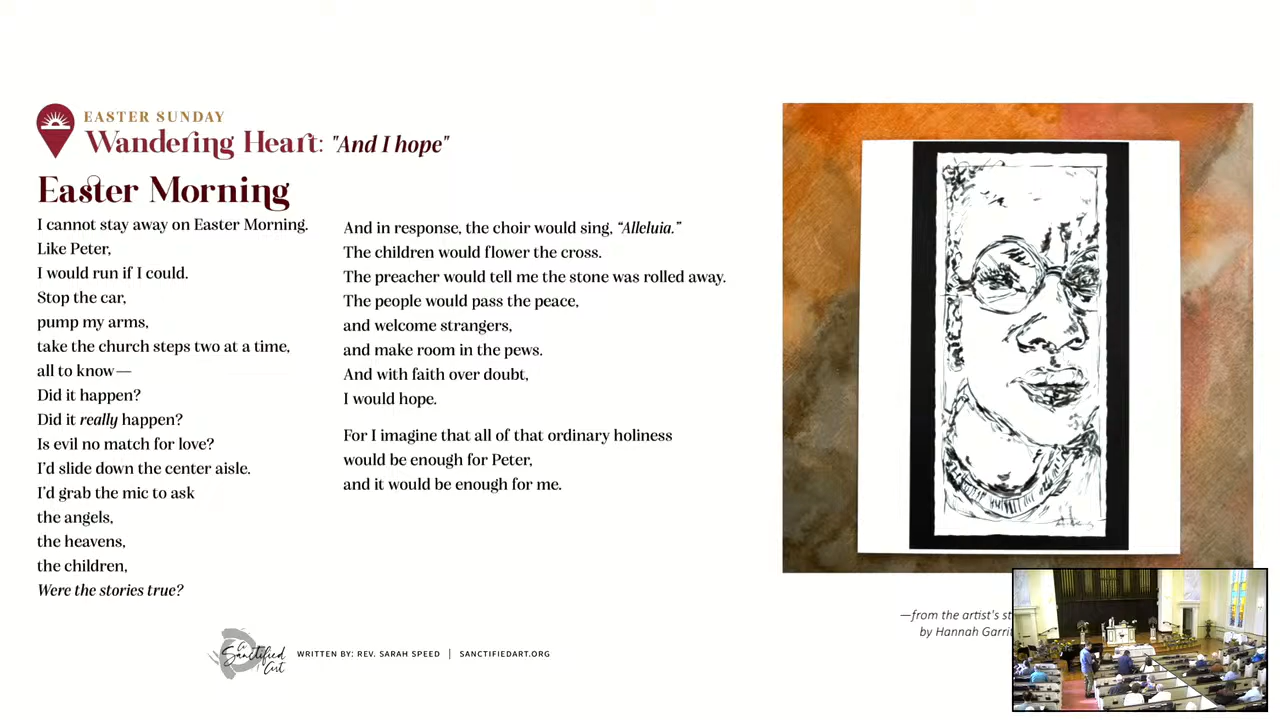 EASTER SUNDAY
Wandering Heart: "And I hope"
Easter Morning
I cannot stay away on Easter Morning.
Like Peter,
I would run if I could.
Stop the car,
pump my arms,
take the church steps two at a time,
all to know—
Did it happen?
Did it really happen?
Is evil no match for love?
I'd slide down the center aisle.
I'd grab the mic to ask
the angels,
the heavens,
the children,
Were the stories true?
And in response, the choir would sing, “Alleluia.”
The children would flower the cross.
The preacher would tell me the stone was rolled away.
The people would pass the peace,
and welcome strangers,
and make room in the pews.
And with faith over doubt,
I would hope.
For I imagine that all of that ordinary holiness
would be enough for Peter,
and it would be enough for me.
—from the artist's
by Hannah
A Sanctified Art
WRITTEN BY: REV. SARAH SPEED | SANCTIFIEDART.ORG